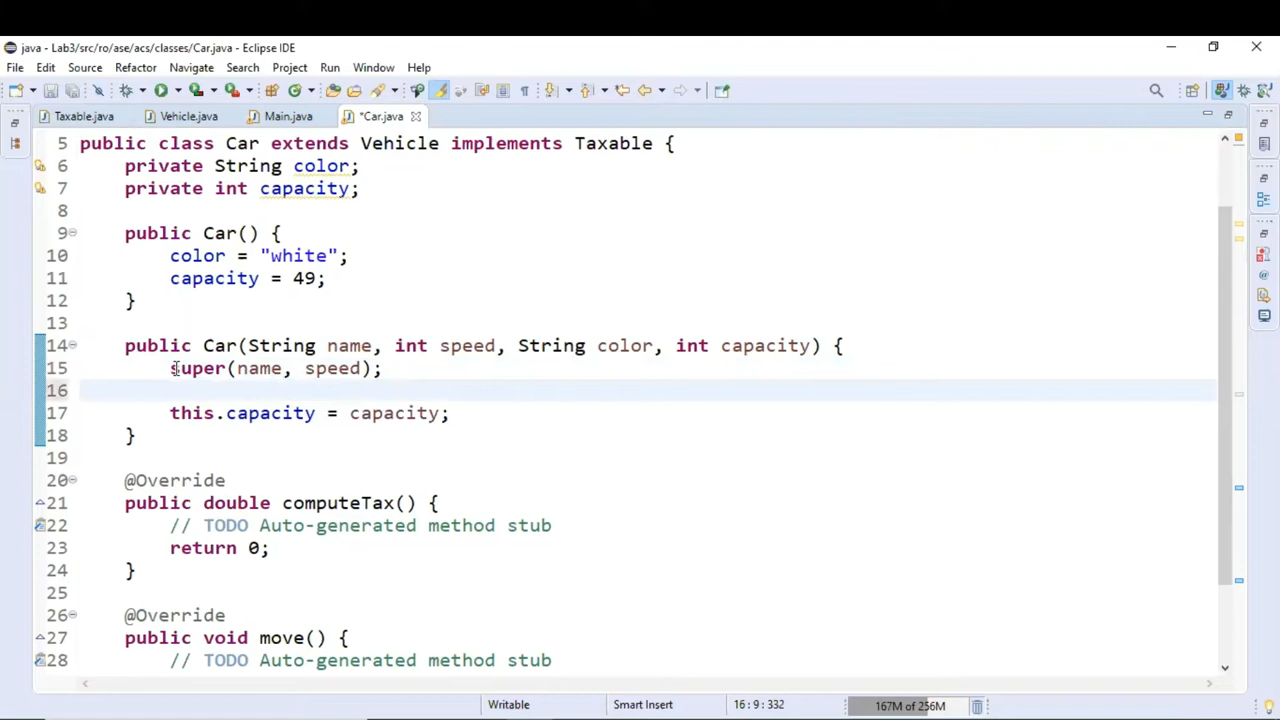 java - Lab3/src/ro/ase/acs/classes/Car.java - Eclipse IDE
File Edit Source Refactor Navigate Search Project Run Window Help
Taxable.java Vehicle.java Main.java *Car.java
5 public class Car extends Vehicle implements Taxable {
6 private String color;
7 private int capacity;
8
9 public Car() {
10 color = "white";
11 capacity = 49;
12 }
13
14 public Car(String name, int speed, String color, int capacity) {
15 super(name, speed);
16
17 this.capacity = capacity;
18 }
19
20 @Override
21 public double computeTax() {
22 // TODO Auto-generated method stub
23 return 0;
24 }
25
26 @Override
27 public void move() {
28 // TODO Auto-generated method stub
Writable Smart Insert 16 : 9 : 332 167M of 256M